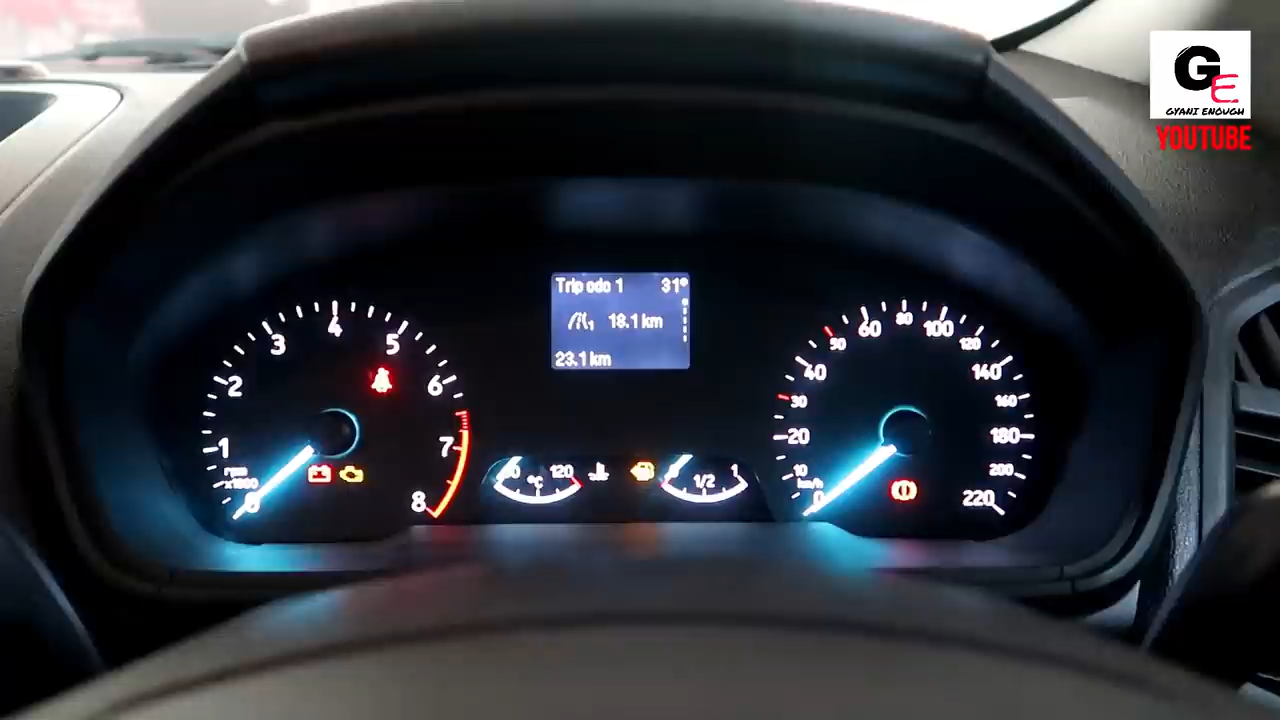 GE
GYANI ENOUGH
YOUTUBE
Trip odo 1 31°
1 18.1 km
23.1 km
1 2 3 4 5 6 7 8
rpm
x1000
120
°C
1/2 1
0 10 20 30 40 50 60 80 100 120 140 160 180 200 220
km/h